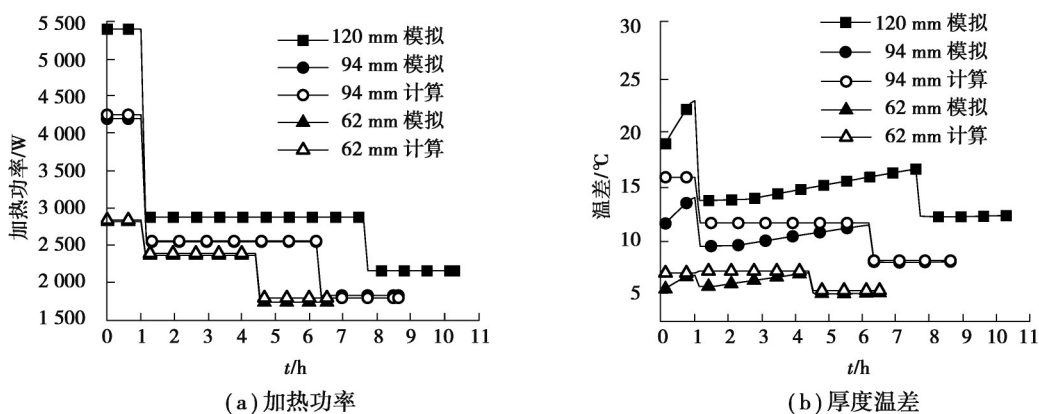 5 500
5 000
4 500
4 000
3 500
3 000
2 500
2 000
1 500
加热功率/W
120 mm 模拟
94 mm 模拟
94 mm 计算
62 mm 模拟
62 mm 计算
0 1 2 3 4 5 6 7 8 9 10 11
t/h
(a)加热功率
30
25
20
15
10
5
温差/℃
120 mm 模拟
94 mm 模拟
94 mm 计算
62 mm 模拟
62 mm 计算
0 1 2 3 4 5 6 7 8 9 10 11
t/h
(b)厚度温差